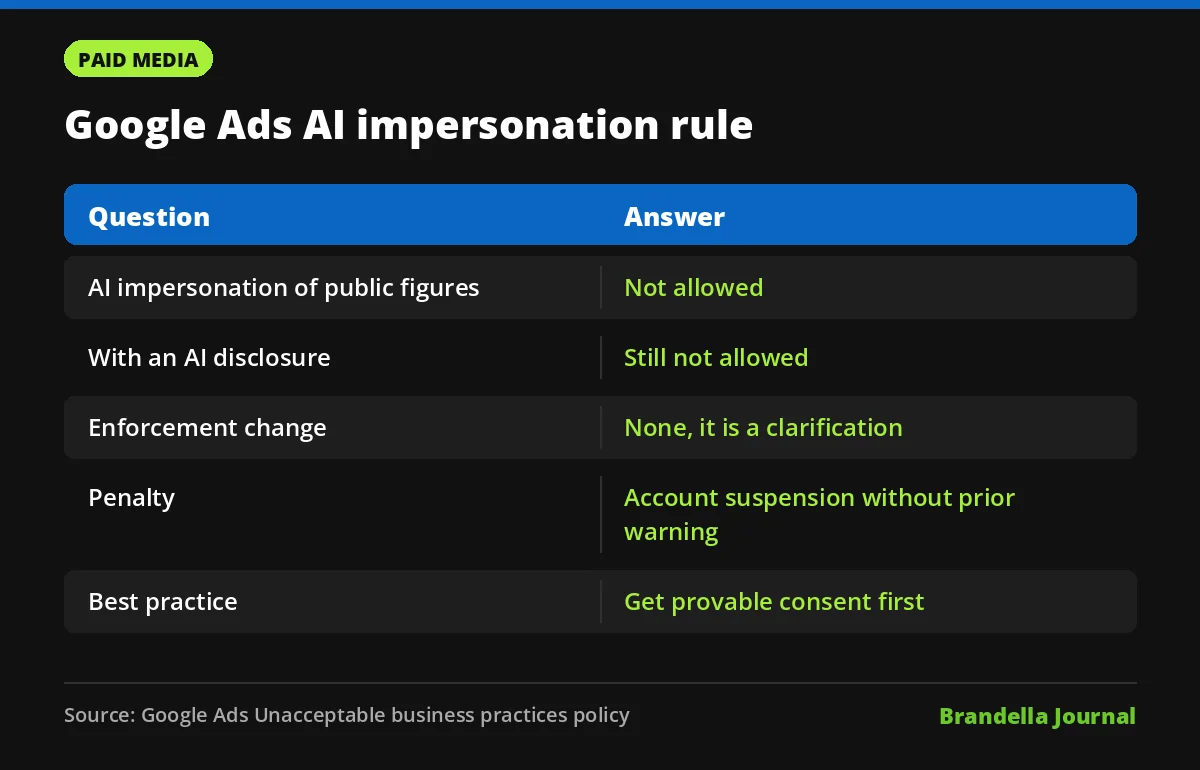 PAID MEDIA
Google Ads AI impersonation rule
Question Answer
AI impersonation of public figures Not allowed
With an AI disclosure Still not allowed
Enforcement change None, it is a clarification
Penalty Account suspension without prior
warning
Best practice Get provable consent first
Source: Google Ads Unacceptable business practices policy Brandella Journal